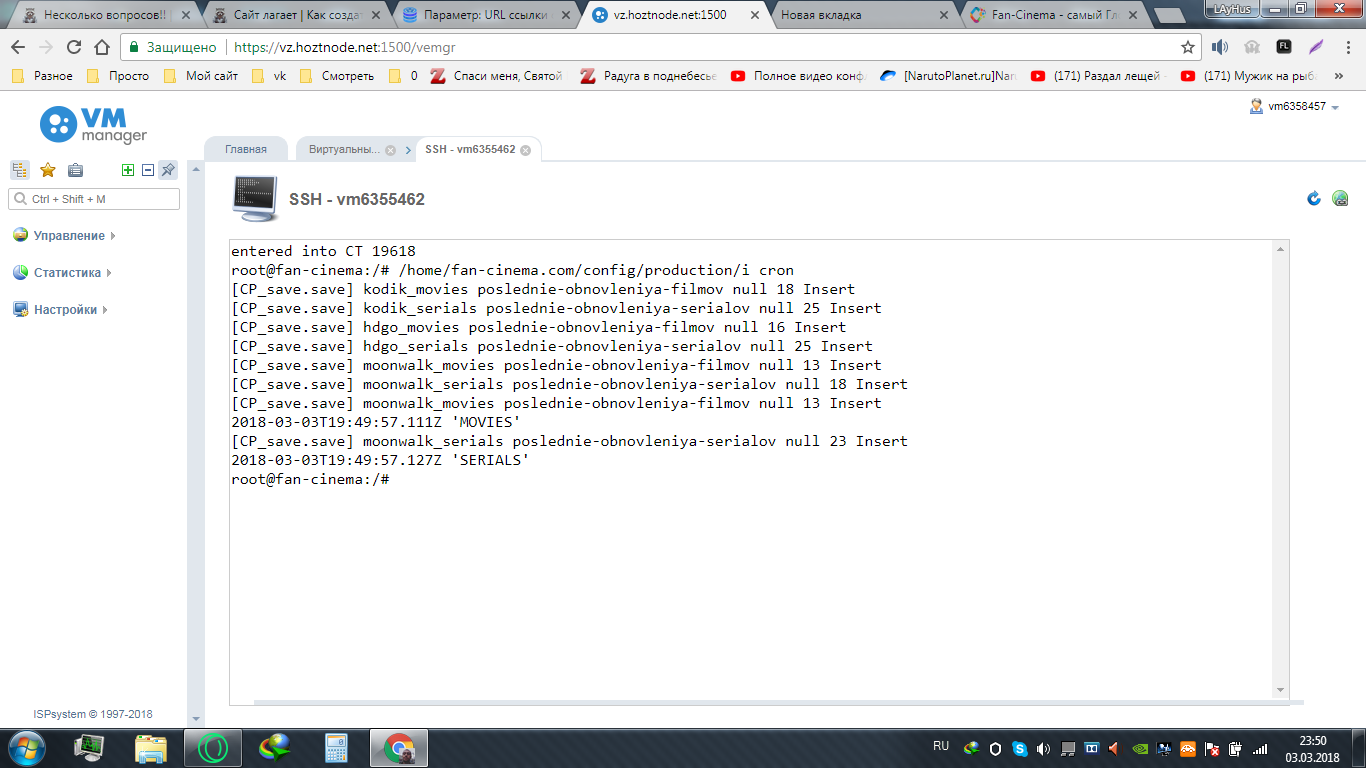 Несколько вопросов!! |
Сайт лагает | Как созда
Параметр: URL ссылки
vz.hoztnode.net:1500
Новая вкладка
Fan-Cinema - самый Гл
LAyHus
Защищено
https://vz.hoztnode.net:1500/vemgr
FL
Разное
Просто
Мой сайт
vk
Смотреть
0
Спаси меня, Святой
Радуга в поднебесье
Полное видео конф
[NarutoPlanet.ru]Nar
(171) Раздал лещей -
(171) Мужик на рыб
»
VM
manager
vm6358457
Главная
Виртуальны...
SSH - vm6355462
Ctrl + Shift + M
SSH - vm6355462
Управление
Статистика
Настройки
entered into CT 19618
root@fan-cinema:/# /home/fan-cinema.com/config/production/i cron
[CP_save.save] kodik_movies poslednie-obnovleniya-filmov null 18 Insert
[CP_save.save] kodik_serials poslednie-obnovleniya-serialov null 25 Insert
[CP_save.save] hdgo_movies poslednie-obnovleniya-filmov null 16 Insert
[CP_save.save] hdgo_serials poslednie-obnovleniya-serialov null 25 Insert
[CP_save.save] moonwalk_movies poslednie-obnovleniya-filmov null 13 Insert
[CP_save.save] moonwalk_serials poslednie-obnovleniya-serialov null 18 Insert
[CP_save.save] moonwalk_movies poslednie-obnovleniya-filmov null 13 Insert
2018-03-03T19:49:57.111Z 'MOVIES'
[CP_save.save] moonwalk_serials poslednie-obnovleniya-serialov null 23 Insert
2018-03-03T19:49:57.127Z 'SERIALS'
root@fan-cinema:/#
ISPsystem © 1997-2018
RU
23:50
03.03.2018